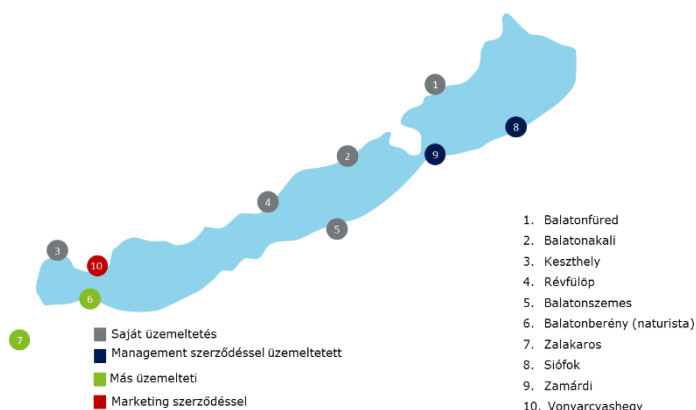 1
8
2
9
4
5
3
10
6
7
Saját üzemeltetés
Management szerződéssel üzemeltetett
Más üzemelteti
Marketing szerződéssel
1. Balatonfüred
2. Balatonakali
3. Keszthely
4. Révfülöp
5. Balatonszemes
6. Balatonberény (naturista)
7. Zalakaros
8. Siófok
9. Zamárdi
10. Vonyarcvashegy